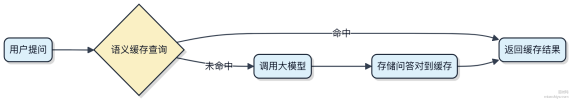 用户提问
语义缓存查询
命中
未命中
调用大模型
存储问答对到缓存
返回缓存结果